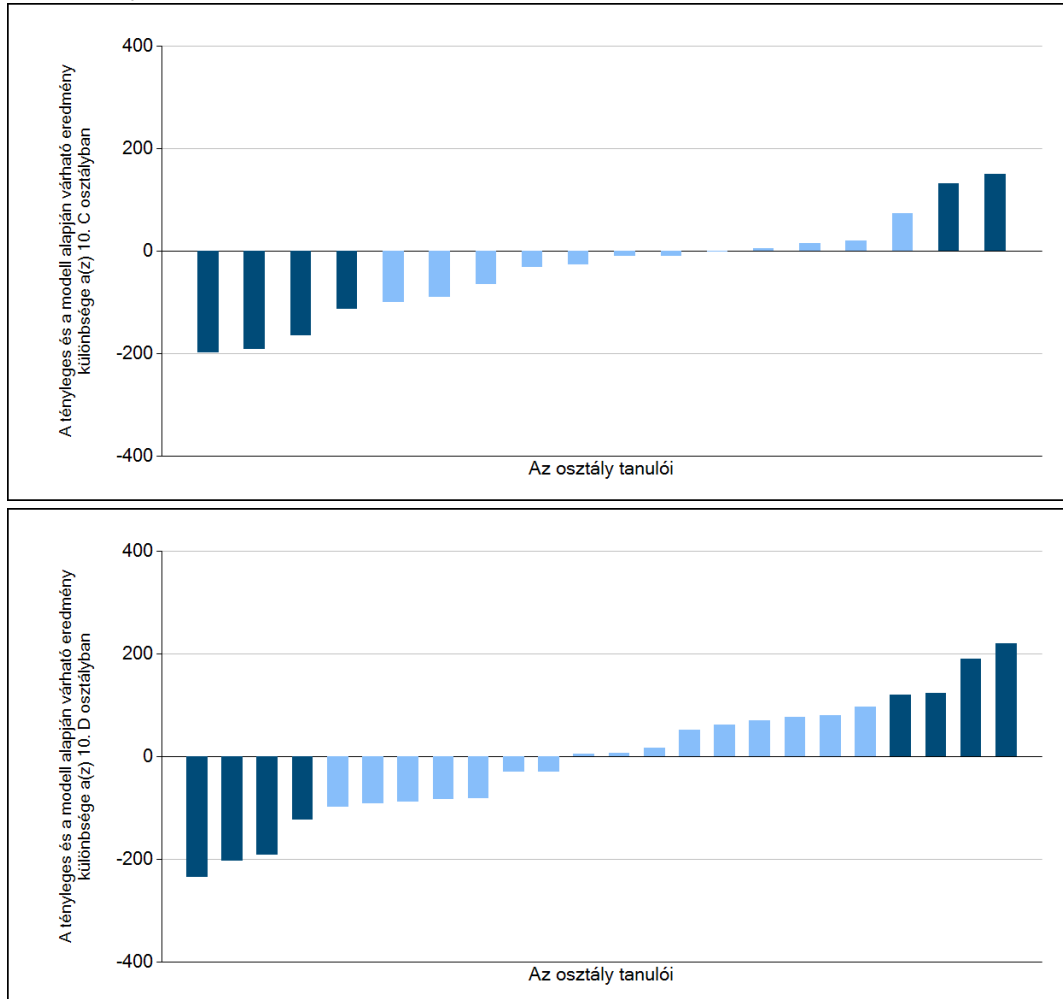 A tényleges és a modell alapján várható eredmény
különbsége a(z) 10. C osztályban
400
200
0
-200
-400
Az osztály tanulói
A tényleges és a modell alapján várható eredmény
különbsége a(z) 10. D osztályban
400
200
0
-200
-400
Az osztály tanulói